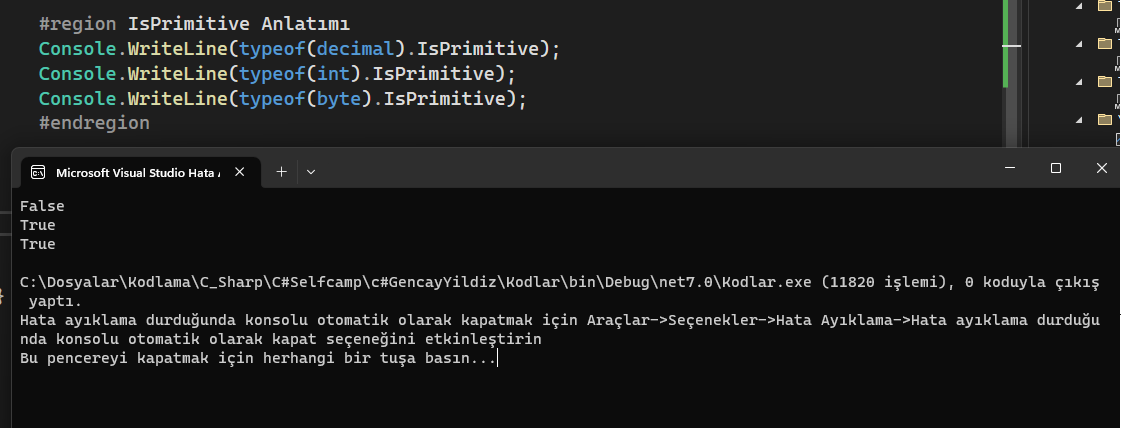 #region IsPrimitive Anlatımı
Console.WriteLine(typeof(decimal).IsPrimitive);
Console.WriteLine(typeof(int).IsPrimitive);
Console.WriteLine(typeof(byte).IsPrimitive);
#endregion
Microsoft Visual Studio Hata
False
True
True
C:\Dosyalar\Kodlama\C_Sharp\C#Selfcamp\c#GencayYildiz\Kodlar\bin\Debug\net7.0\Kodlar.exe (11820 işlemi), 0 koduyla çıkış
yaptı.
Hata ayıklama durduğunda konsolu otomatik olarak kapatmak için Araçlar->Seçenekler->Hata Ayıklama->Hata ayıklama durduğu
nda konsolu otomatik olarak kapat seçeneğini etkinleştirin
Bu pencereyi kapatmak için herhangi bir tuşa basın...